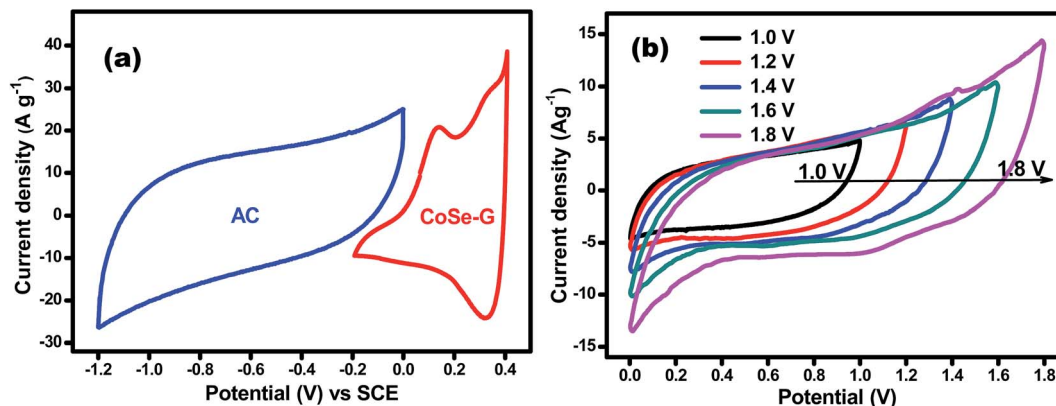 (a)
Current density (A g⁻¹)
40
30
20
10
0
-10
-20
-30
AC
CoSe-G
-1.2 -1.0 -0.8 -0.6 -0.4 -0.2 0.0 0.2 0.4
Potential (V) vs SCE
(b)
Current density (Ag⁻¹)
15
10
5
0
-5
-10
-15
1.0 V
1.2 V
1.4 V
1.6 V
1.8 V
1.0 V 1.8 V
0.0 0.2 0.4 0.6 0.8 1.0 1.2 1.4 1.6 1.8
Potential (V)